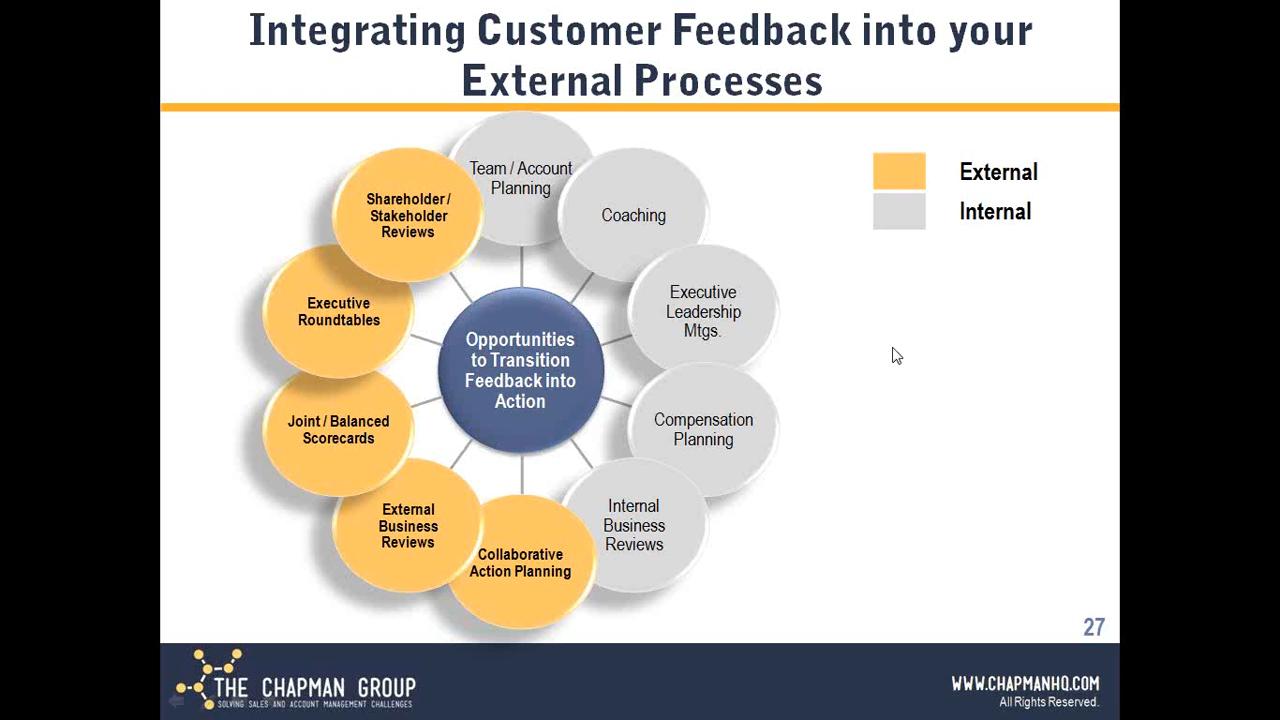 Integrating Customer Feedback into your
External Processes
Team / Account
Planning
Coaching
Executive
Leadership
Mtgs.
Compensation
Planning
Internal
Business
Reviews
Collaborative
Action Planning
External
Business
Reviews
Joint / Balanced
Scorecards
Executive
Roundtables
Shareholder /
Stakeholder
Reviews
Opportunities
to Transition
Feedback into
Action
External
Internal
27
THE CHAPMAN GROUP
SOLVING SALES AND ACCOUNT MANAGEMENT CHALLENGES
WWW.CHAPMANHQ.COM
All Rights Reserved.